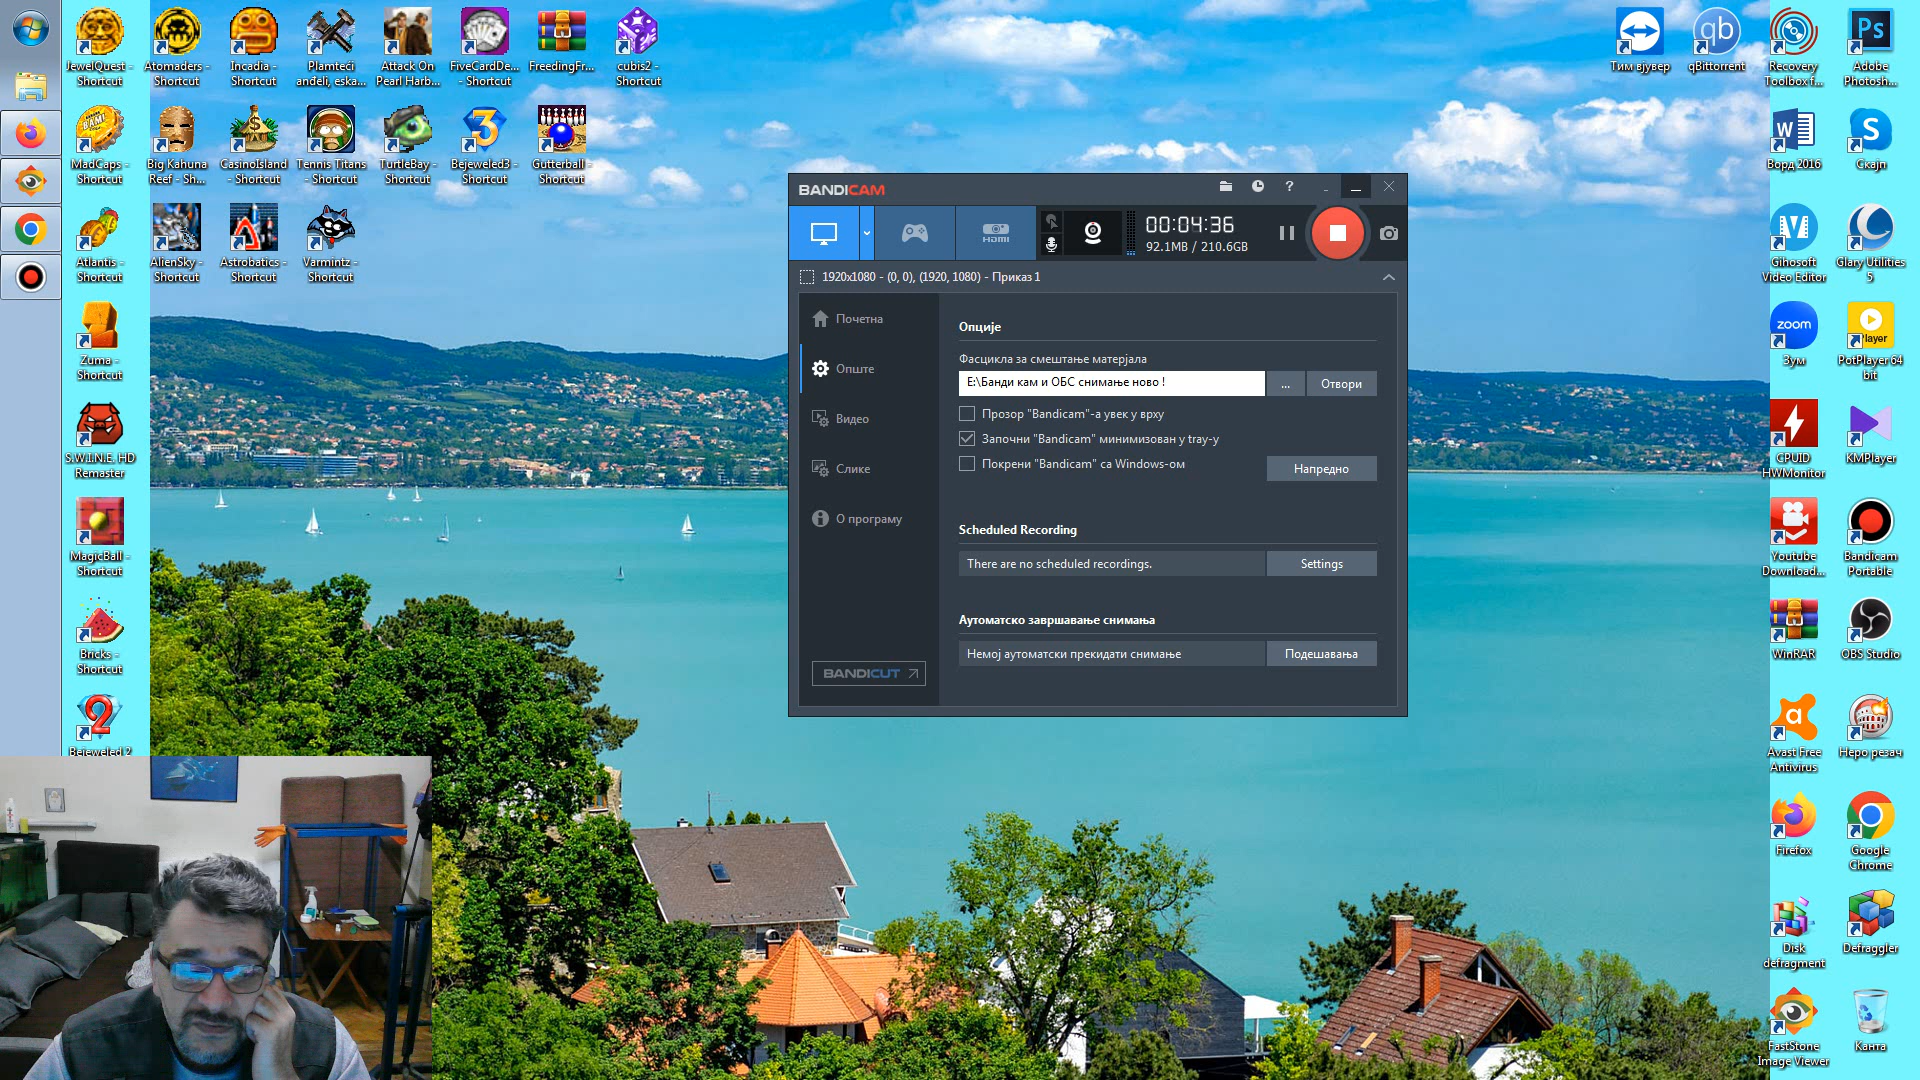 JewelQuest -
Shortcut
Atomaders -
Shortcut
Incadia -
Shortcut
Plamteći
anđeli, eska...
Attack On
Pearl Harb...
FiveCardDe...
- Shortcut
FreedingFr...
cubis2 -
Shortcut
Тим вјувер
qBittorrent
Recovery
Toolbox f...
Adobe
Photosh...
MadCaps -
Shortcut
Big Kahuna
Reef - Sh...
CasinoIsland
- Shortcut
Tennis Titans
- Shortcut
TurtleBay -
Shortcut
Bejeweled3 -
Shortcut
Gutterball -
Shortcut
Ворд 2016
Скајп
Atlantis -
Shortcut
AlienSky -
Shortcut
Astrobatics -
Shortcut
Varmintz -
Shortcut
Gihosoft
Video Editor
Glary Utilities
5
Zuma -
Shortcut
zoom
Зум
Player
PotPlayer 64
bit
S.W.I.N.E. HD
Remaster
CPUID
HWMonitor
KMPlayer
MagicBall -
Shortcut
Youtube
Download...
Bandicam
Portable
Bricks -
Shortcut
WinRAR
OBS Studio
Bejeweled 2
Avast Free
Antivirus
Неро резач
Firefox
Google
Chrome
Disk
defragment
Defraggler
FastStone
Image Viewer
Канта
BANDICAM
HDMI
00:04:36
92.1MB / 210.6GB
1920x1080 - (0, 0), (1920, 1080) - Приказ 1
Почетна
Опште
Видео
Слике
О програму
BANDICUT
Опције
Фасцикла за смештање матерјала
E:\Банди кам и ОБС снимање ново !
...
Отвори
Прозор "Bandicam"-а увек у врху
Започни "Bandicam" минимизован у tray-у
Покрени "Bandicam" са Windows-ом
Напредно
Scheduled Recording
There are no scheduled recordings.
Settings
Аутоматско завршавање снимања
Немој аутоматски прекидати снимање
Подешавања